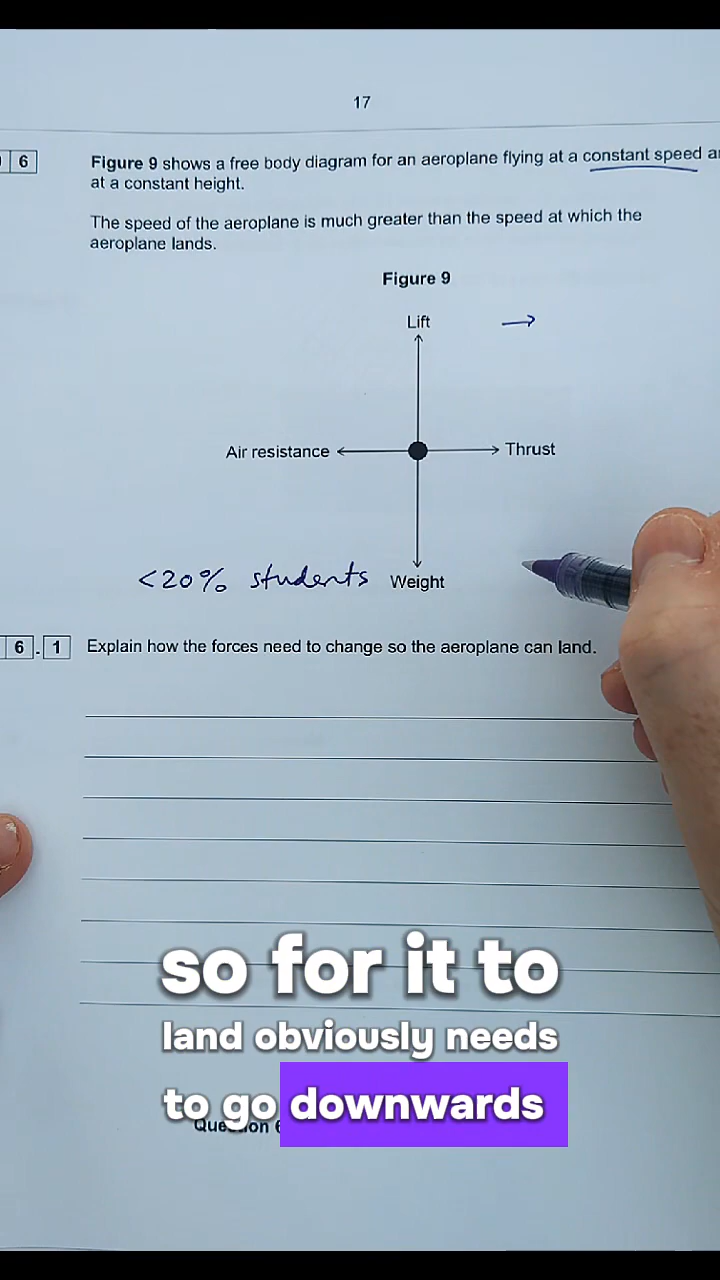 17
6
Figure 9 shows a free body diagram for an aeroplane flying at a constant speed
at a constant height.
The speed of the aeroplane is much greater than the speed at which the
aeroplane lands.
Figure 9
Lift
Air resistance
Thrust
<20% students
Weight
6.1 Explain how the forces need to change so the aeroplane can land.
so for it to
land obviously needs
to go downwards